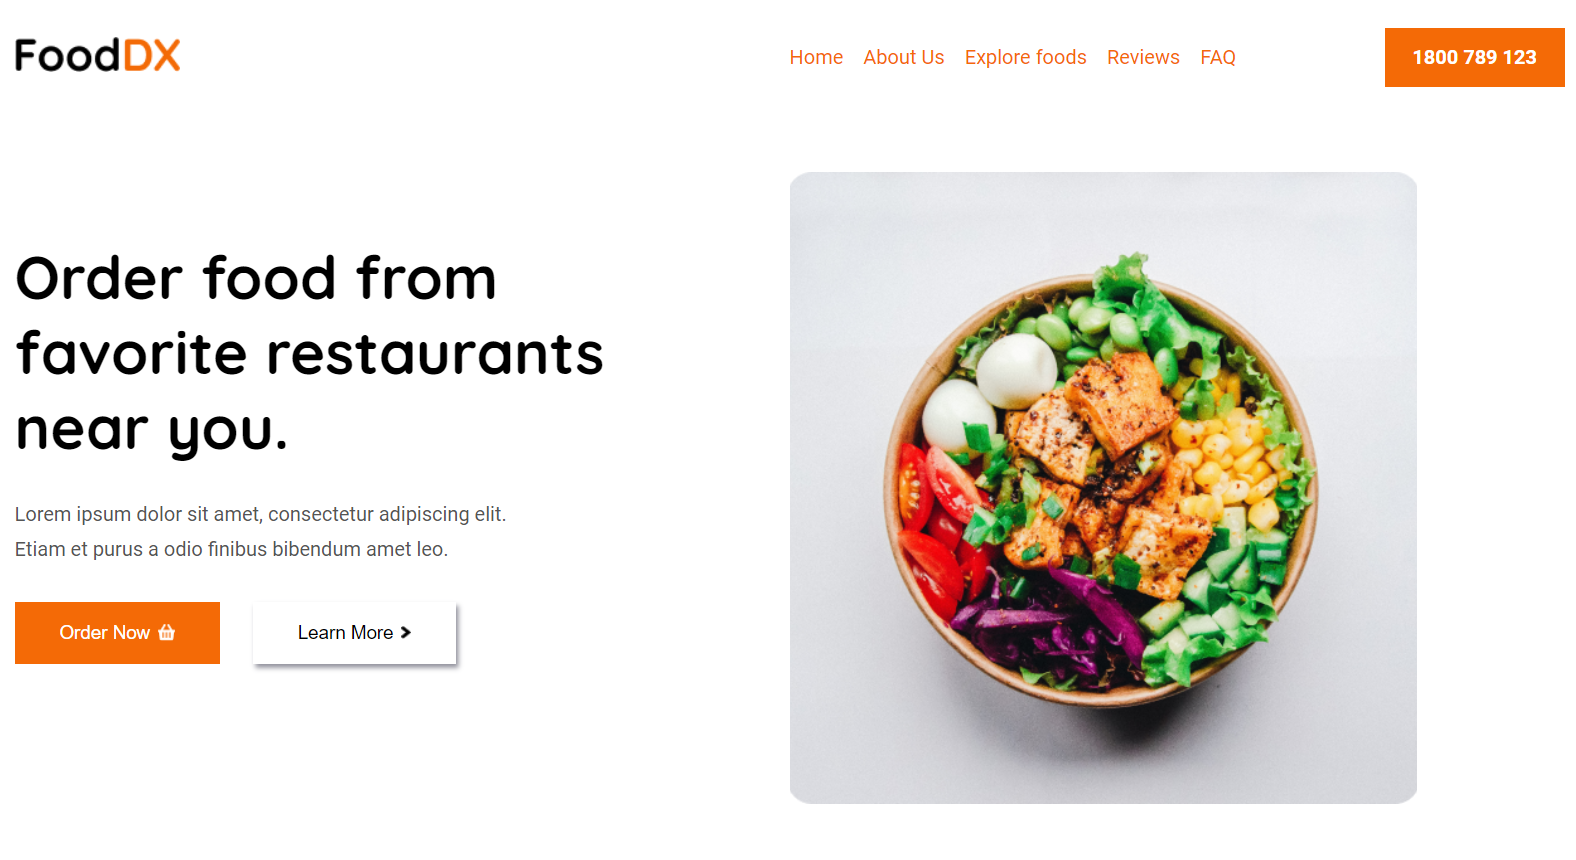 FoodDX
Home About Us Explore foods Reviews FAQ
1800 789 123
Order food from
favorite restaurants
near you.
Lorem ipsum dolor sit amet, consectetur adipiscing elit.
Etiam et purus a odio finibus bibendum amet leo.
Order Now
Learn More